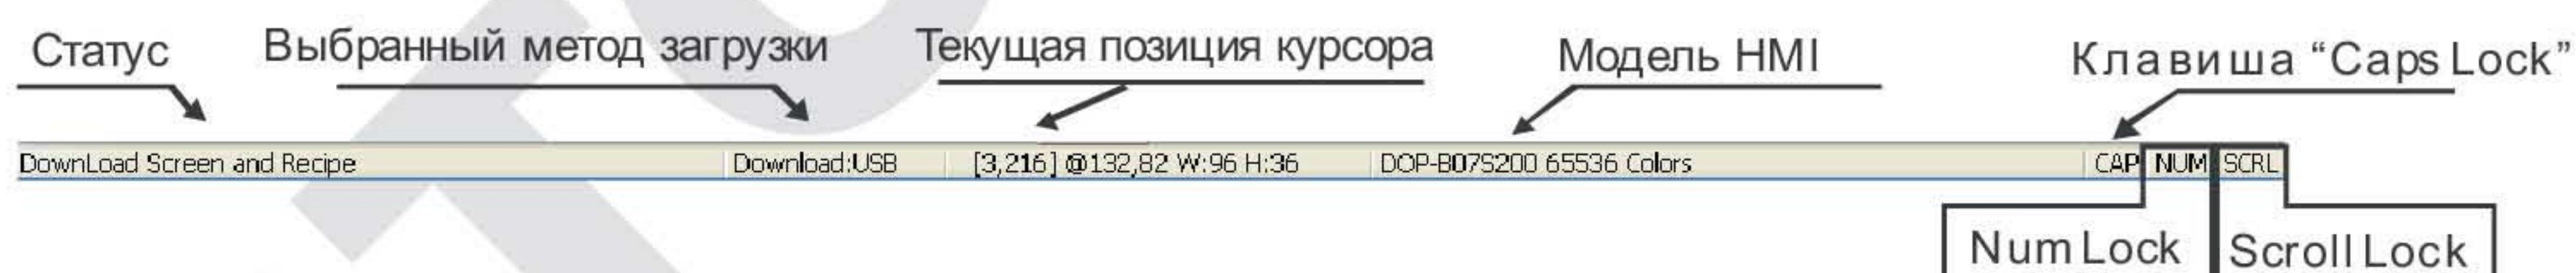 Статус Выбранный метод загрузки Текущая позиция курсора Модель HMI Клавиша “Caps Lock”
DownLoad Screen and Recipe Download:USB [3,216] @132,82 W:96 H:36 DOP-B07S200 65536 Colors CAP NUM SCRL
Num Lock Scroll Lock